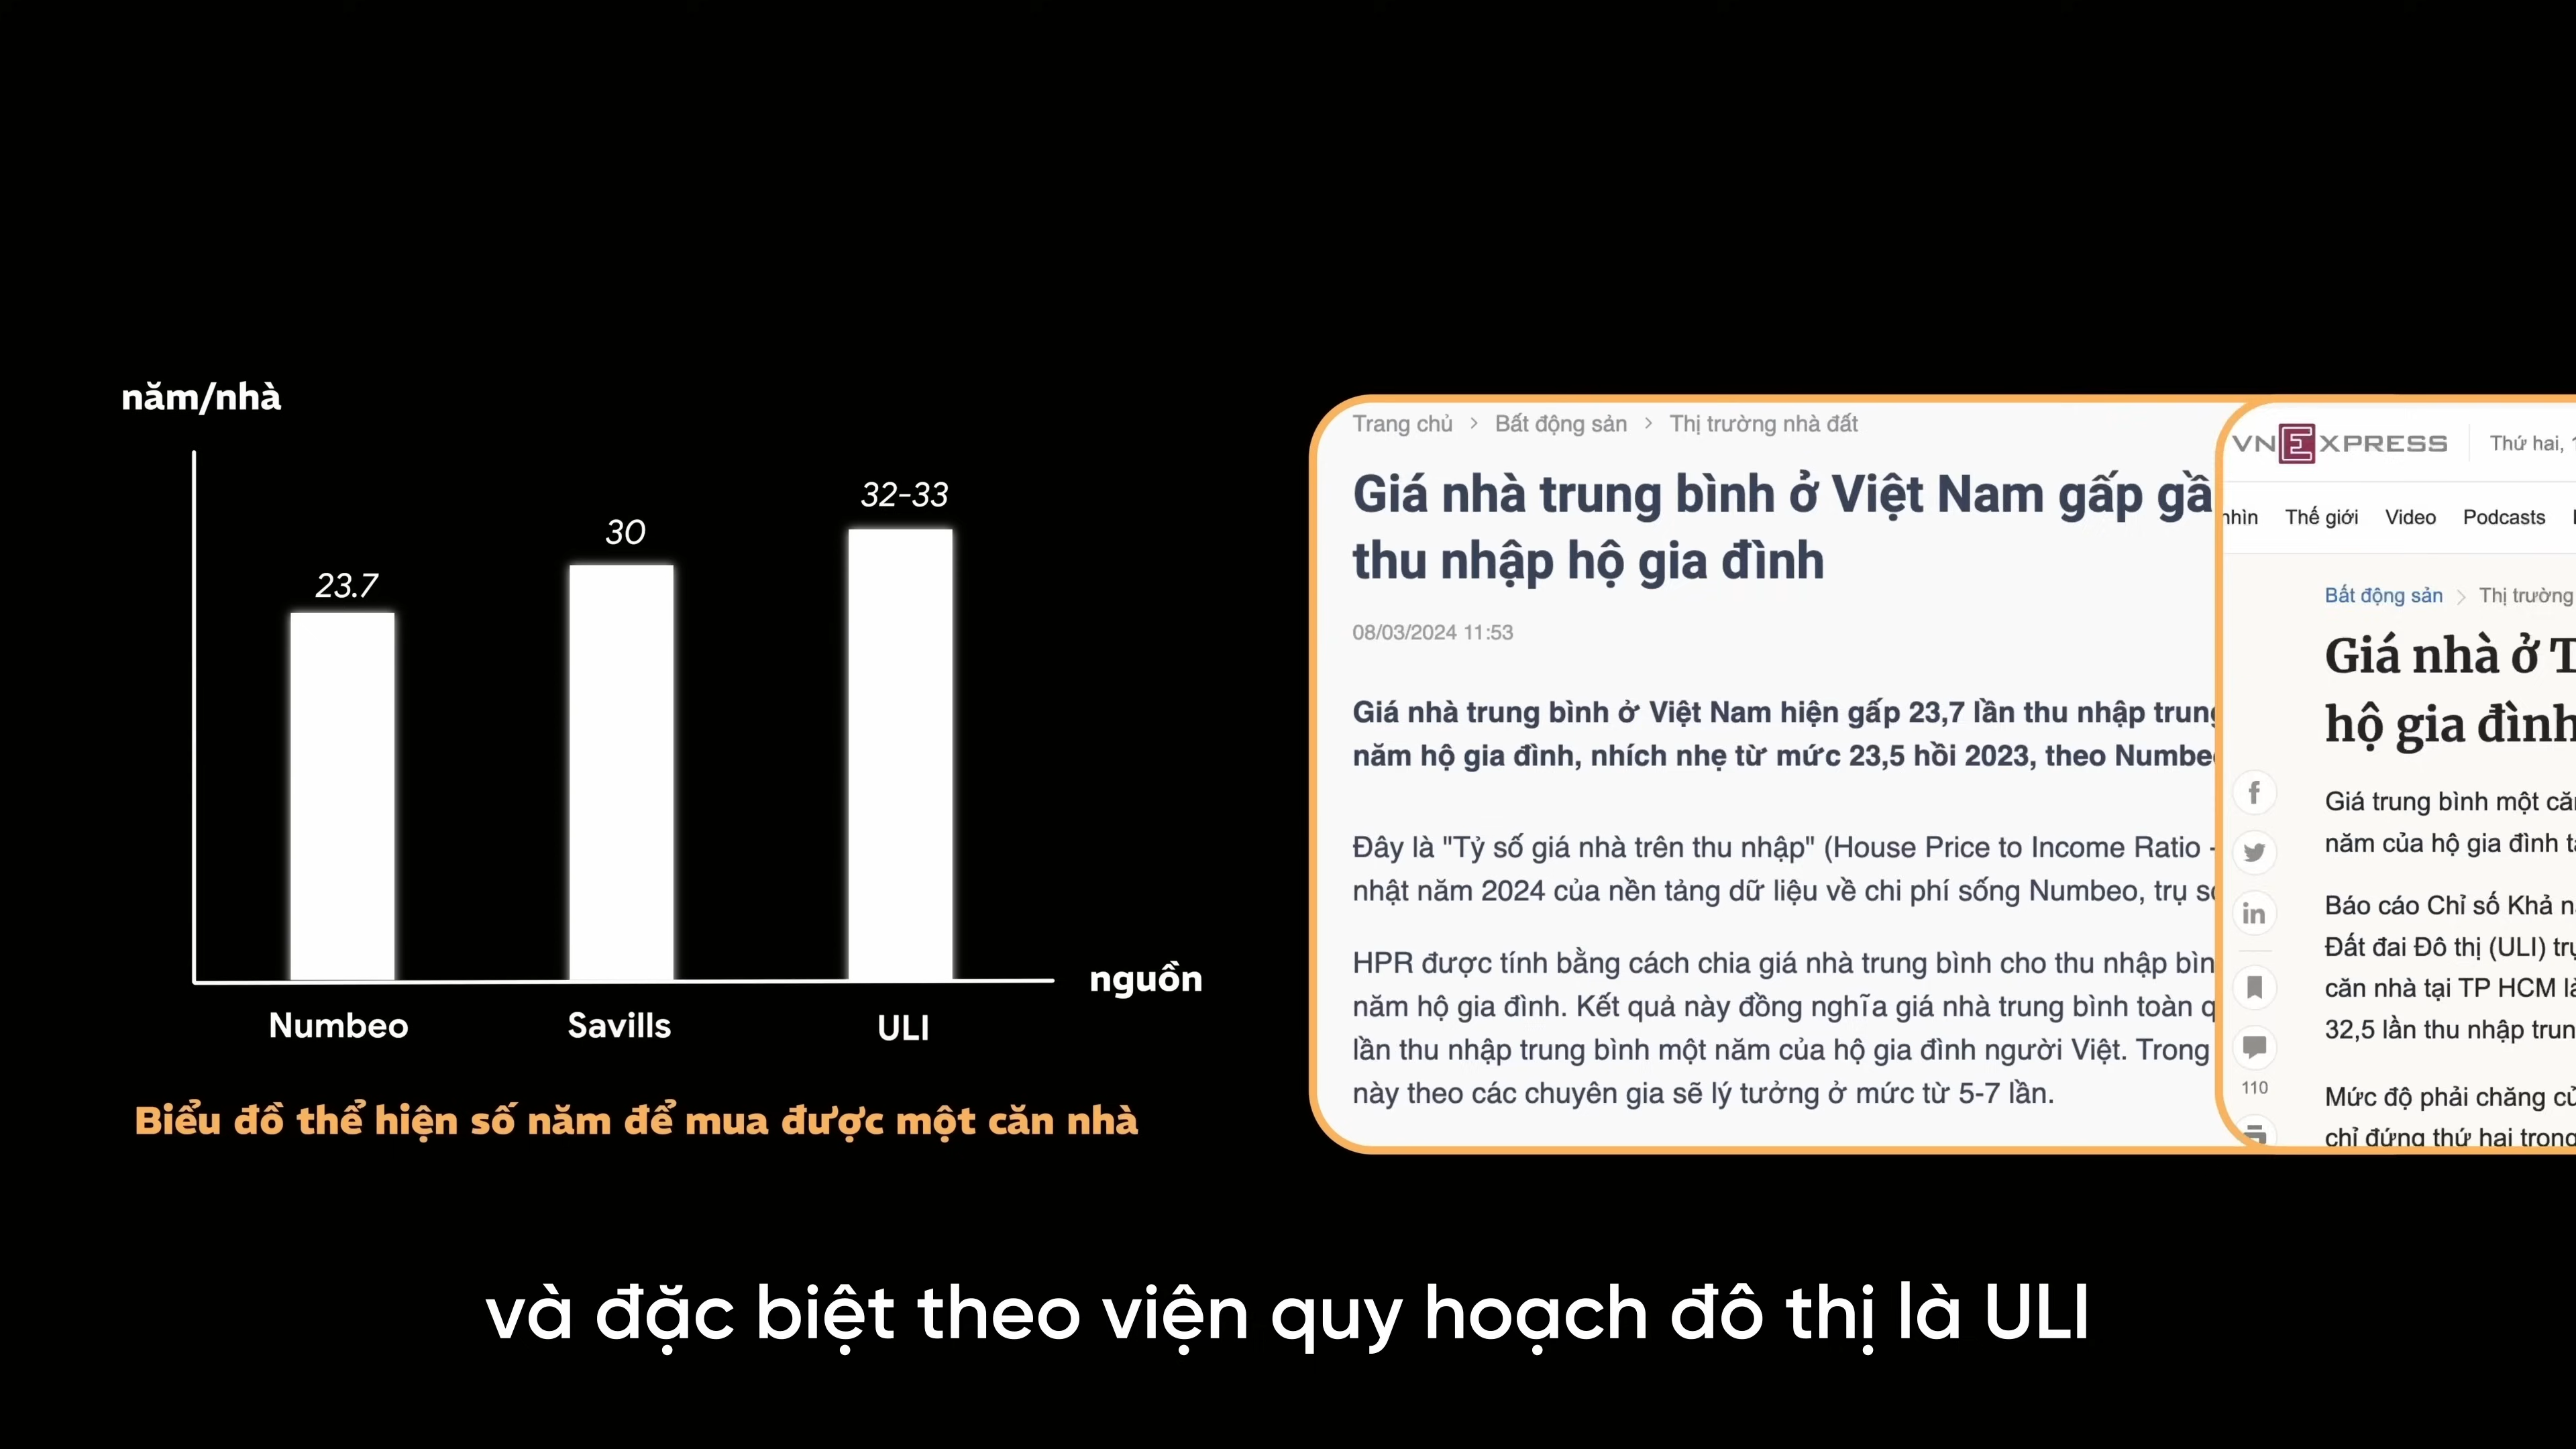 năm/nhà
23.7
30
32-33
nguồn
Numbeo
Savills
ULI
Biểu đồ thể hiện số năm để mua được một căn nhà
Trang chủ > Bất động sản > Thị trường nhà đất
Giá nhà trung bình ở Việt Nam gấp
thu nhập hộ gia đình
08/03/2024 11:53
Giá nhà trung bình ở Việt Nam hiện gấp 23,7 lần thu nhập
năm hộ gia đình, nhích nhẹ từ mức 23,5 hồi 2023, theo
Đây là "Tỷ số giá nhà trên thu nhập" (House Price to Income Ratio -
nhật năm 2024 của nền tảng dữ liệu về chi phí sống Numbeo, trụ
HPR được tính bằng cách chia giá nhà trung bình cho thu nhập
năm hộ gia đình. Kết quả này đồng nghĩa giá nhà trung bình toàn
lần thu nhập trung bình một năm của hộ gia đình người Việt. Trong
này theo các chuyên gia sẽ lý tưởng ở mức từ 5-7 lần.
VNEXPRESS
Thứ hai,
Thế giới Video Podcasts
Bất động sản > Thị trường
Giá nhà ở
hộ gia đình
Giá trung bình một
năm của hộ gia đình
Báo cáo Chỉ số Khả
Đất đai Đô thị (ULI)
căn nhà tại TP HCM
32,5 lần thu nhập
Mức độ phải chăng
chỉ đứng thứ hai trong
110
và đặc biệt theo viện quy hoạch đô thị là ULI